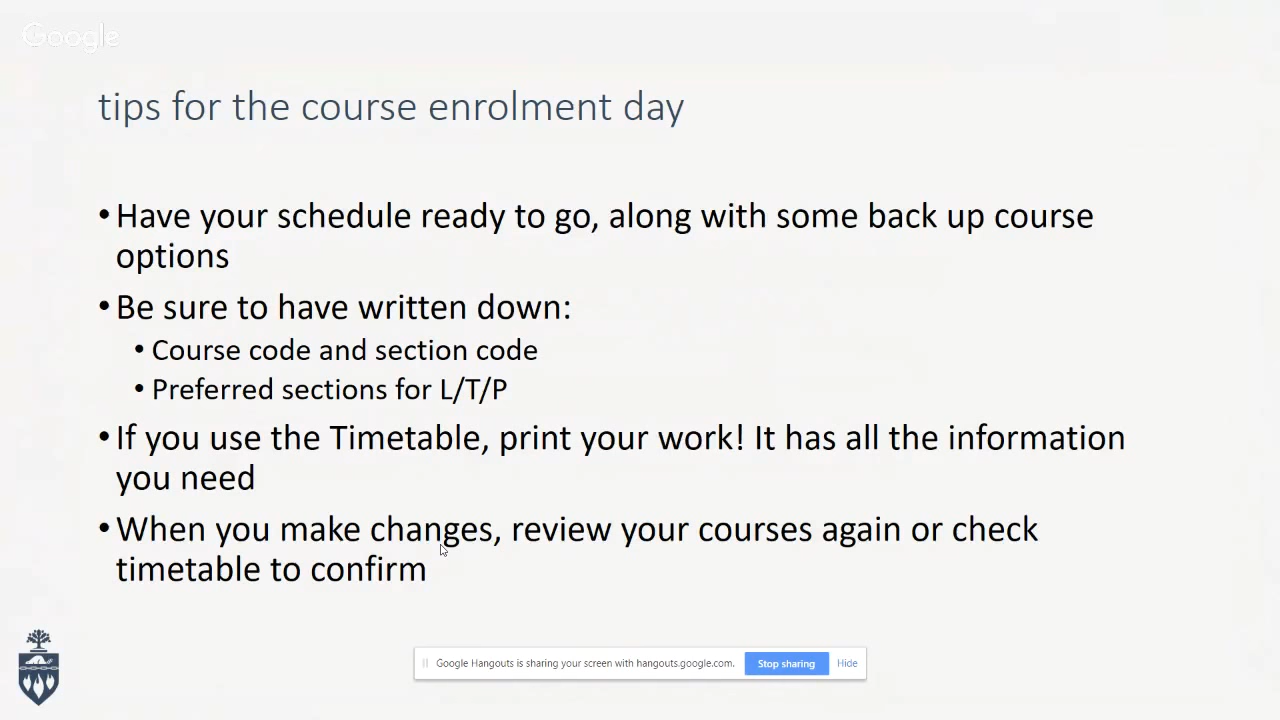 Google
tips for the course enrolment day
•Have your schedule ready to go, along with some back up course
options
•Be sure to have written down:
•Course code and section code
•Preferred sections for L/T/P
•If you use the Timetable, print your work! It has all the information
you need
•When you make changes, review your courses again or check
timetable to confirm
Google Hangouts is sharing your screen with hangouts.google.com. Stop sharing Hide